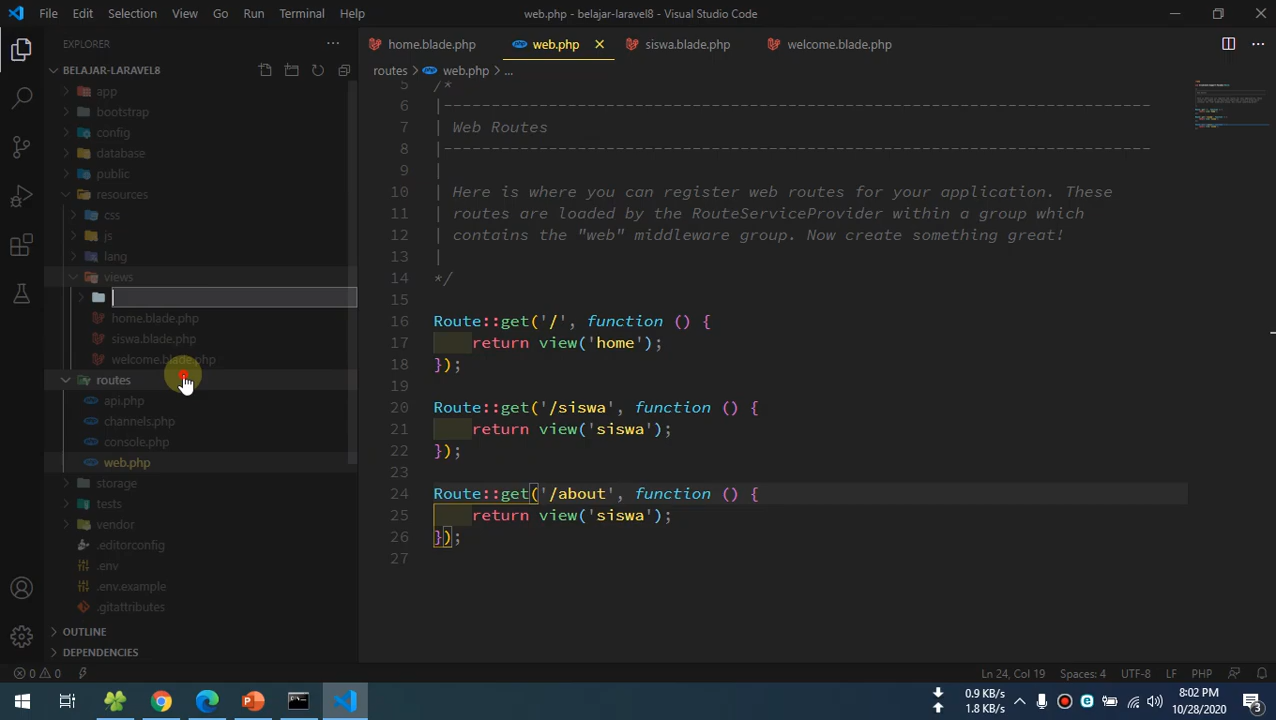 File Edit Selection View Go Run Terminal Help
web.php - belajar-laravel8 - Visual Studio Code
EXPLORER
home.blade.php
web.php
siswa.blade.php
welcome.blade.php
BELAJAR-LARAVEL8
routes > web.php > ...
app
bootstrap
config
database
public
resources
css
js
lang
views
home.blade.php
siswa.blade.php
welcome.blade.php
routes
api.php
channels.php
console.php
web.php
storage
tests
vendor
.editorconfig
.env
.env.example
.gitattributes
OUTLINE
DEPENDENCIES
5 /*
6 |--------------------------------------------------------------------------
7 | Web Routes
8 |--------------------------------------------------------------------------
9 |
10 | Here is where you can register web routes for your application. These
11 | routes are loaded by the RouteServiceProvider within a group which
12 | contains the "web" middleware group. Now create something great!
13 |
14 */
15
16 Route::get('/', function () {
17 return view('home');
18 });
19
20 Route::get('/siswa', function () {
21 return view('siswa');
22 });
23
24 Route::get('/about', function () {
25 return view('siswa');
26 });
27
0 0
Ln 24, Col 19 Spaces: 4 UTF-8 LF PHP
0.9 KB/s
1.8 KB/s
8:02 PM
10/28/2020
3